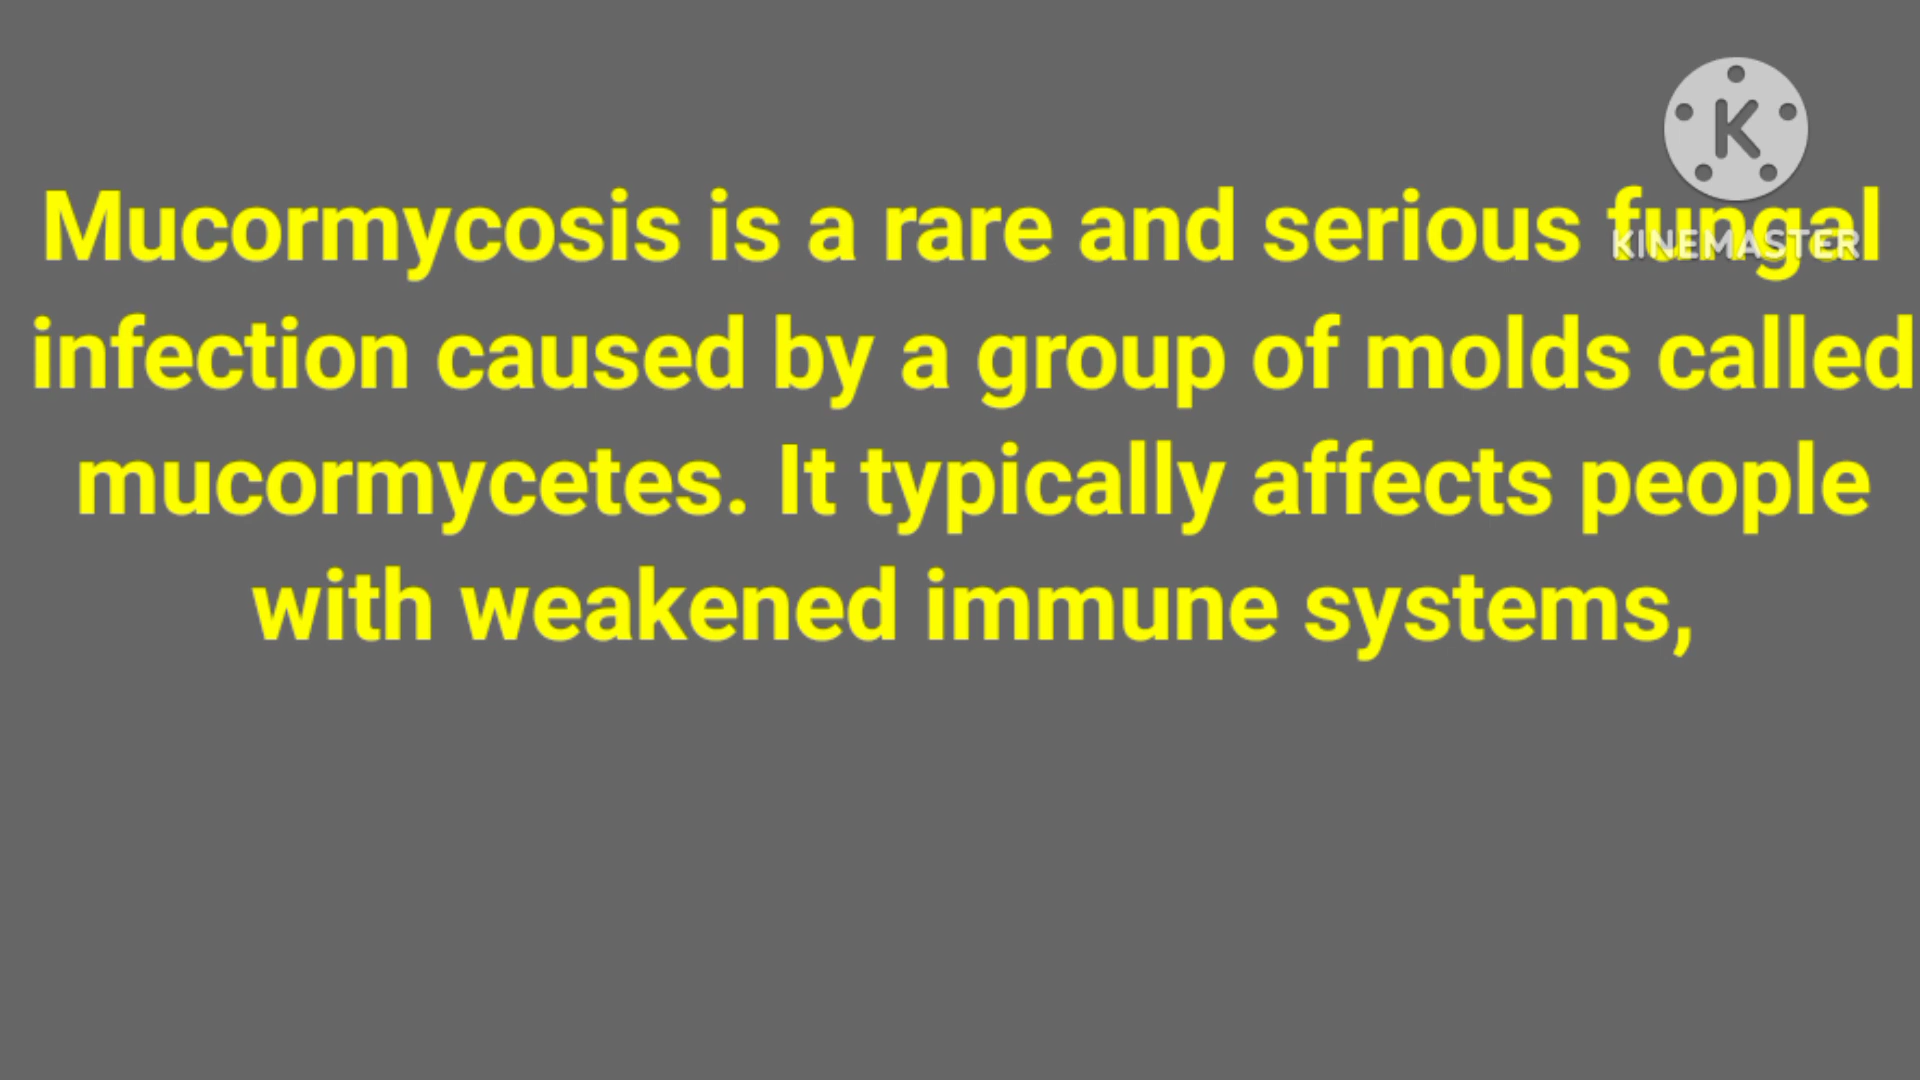 K
KINEMASTER
Mucormycosis is a rare and serious fungal
infection caused by a group of molds called
mucormycetes. It typically affects people
with weakened immune systems,